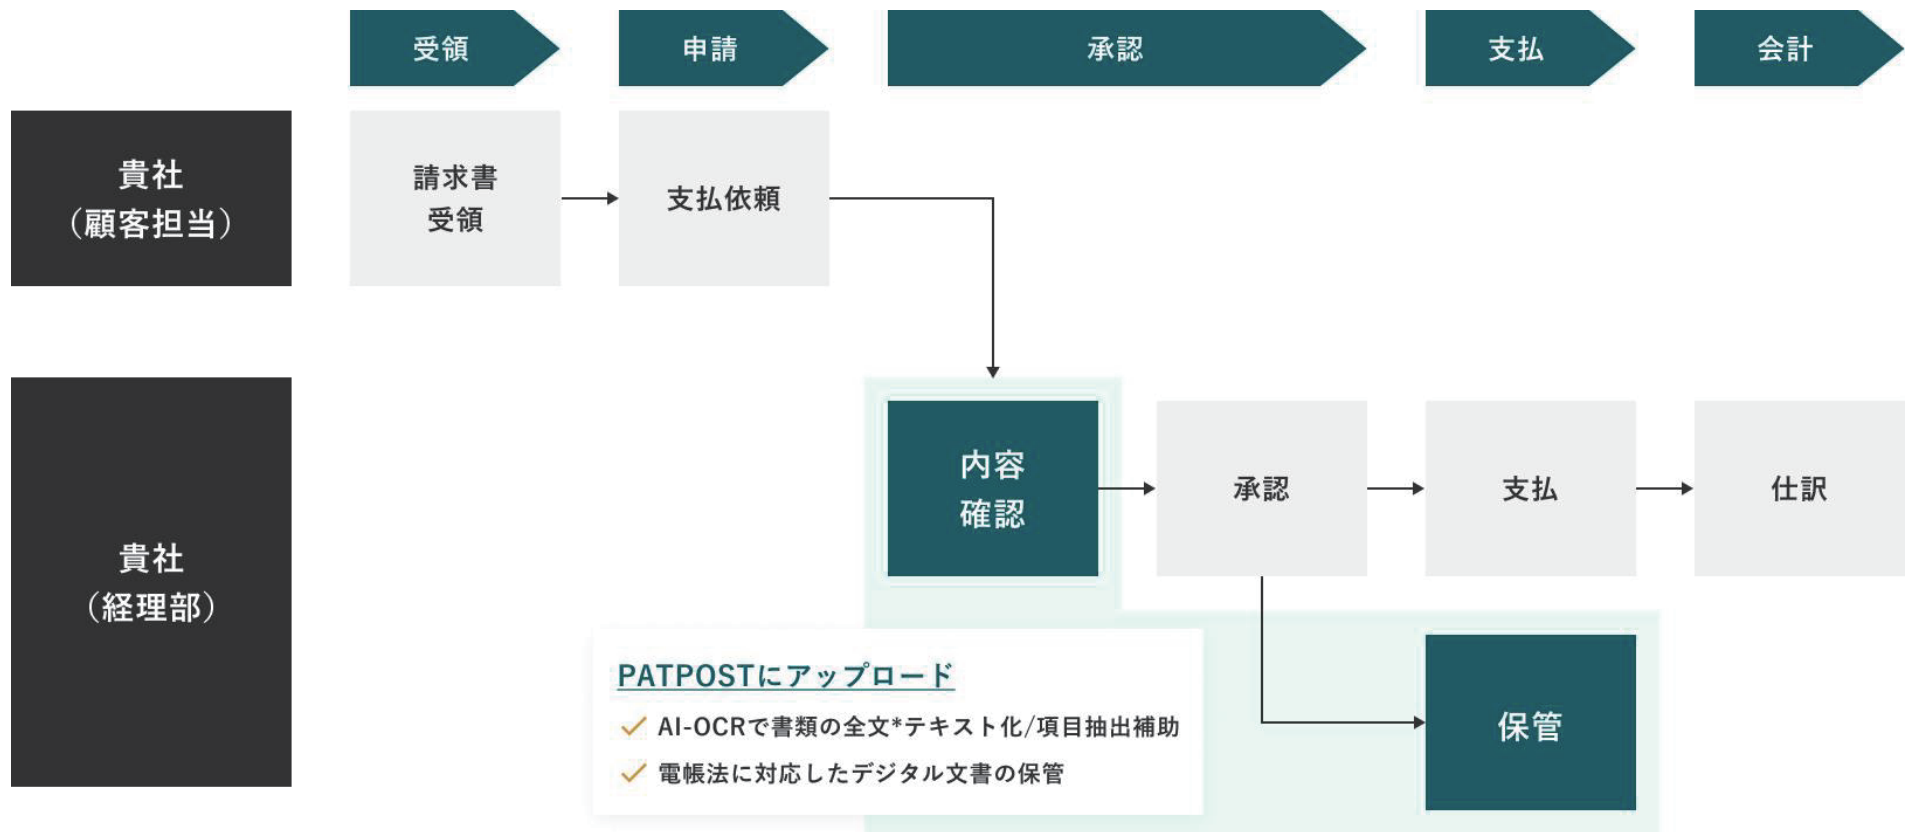 受領
申請
承認
支払
会計
貴社
（顧客担当）
請求書
受領
支払依頼
貴社
（経理部）
内容
確認
承認
支払
仕訳
PATPOSTにアップロード
AI-OCRで書類の全文*テキスト化/項目抽出補助
電帳法に対応したデジタル文書の保管
保管